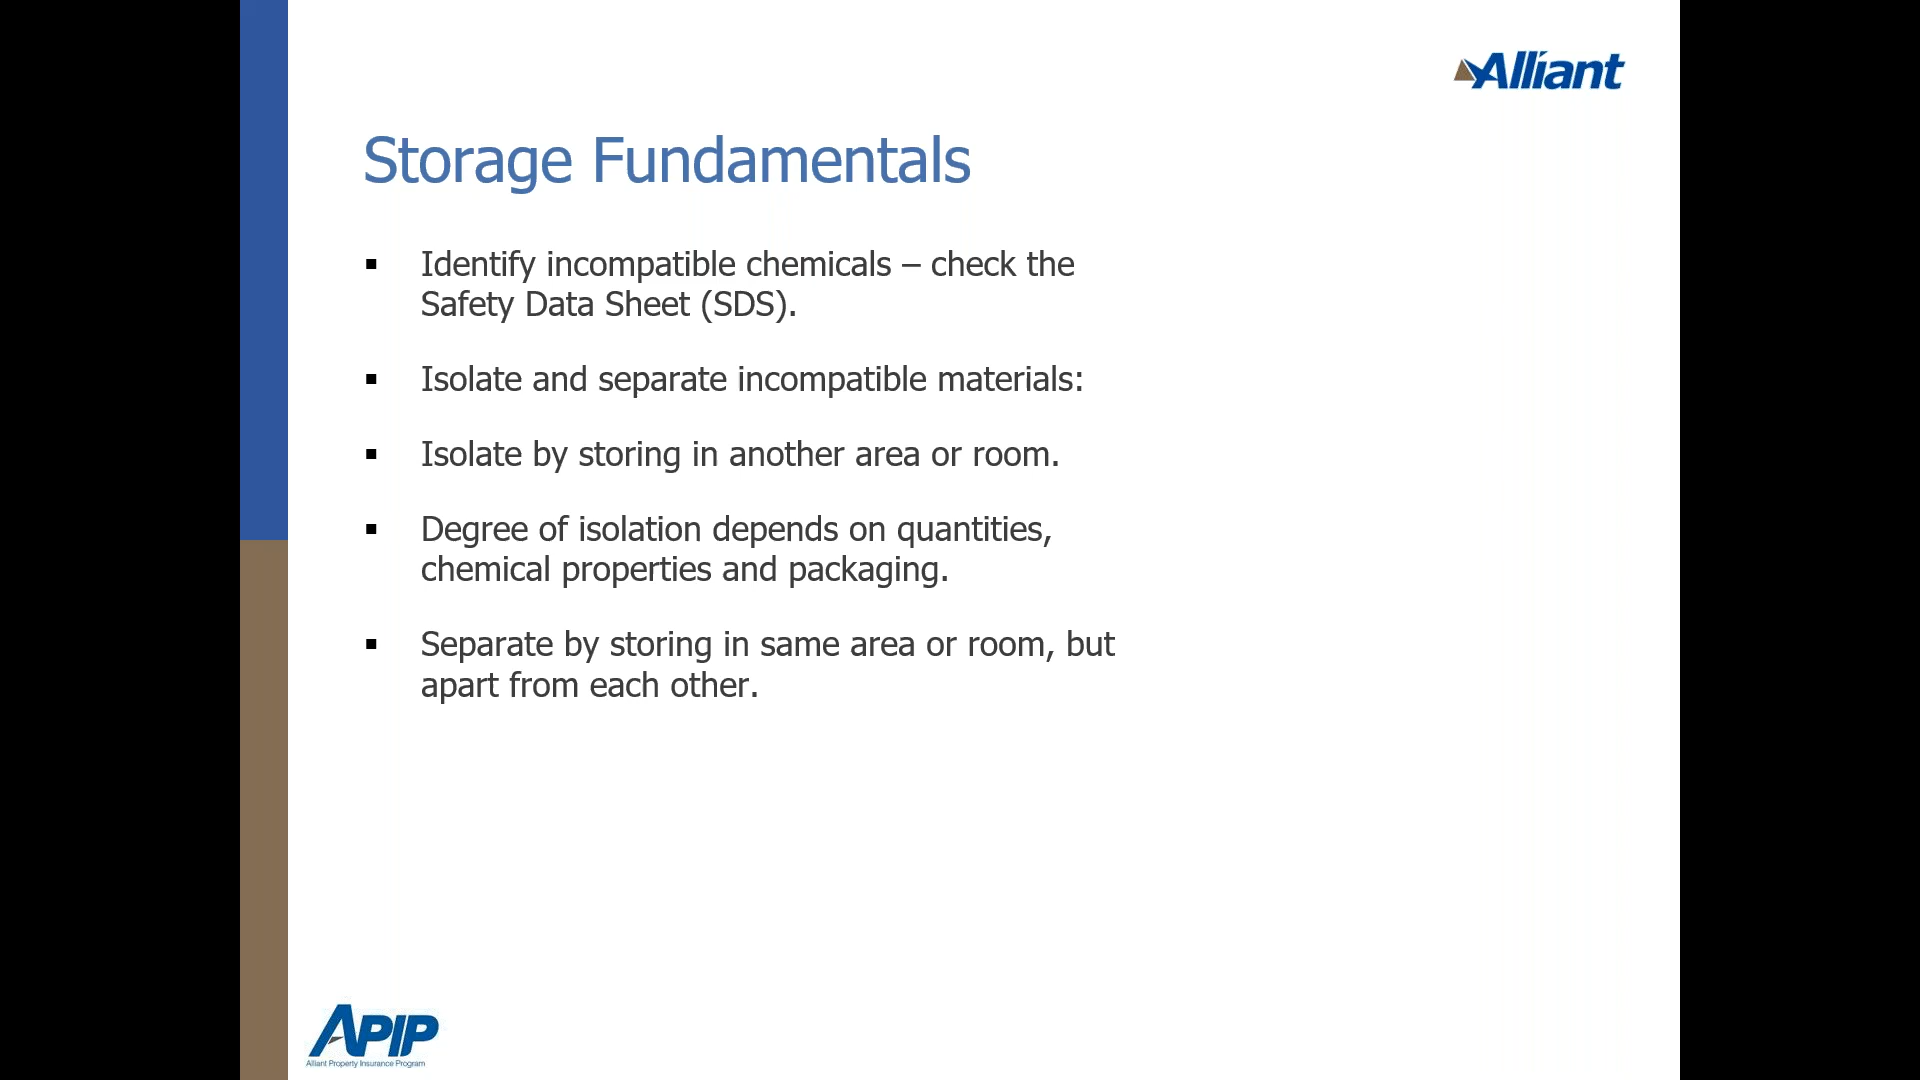 Alliant
Storage Fundamentals
▪ Identify incompatible chemicals – check the
Safety Data Sheet (SDS).
▪ Isolate and separate incompatible materials:
▪ Isolate by storing in another area or room.
▪ Degree of isolation depends on quantities,
chemical properties and packaging.
▪ Separate by storing in same area or room, but
apart from each other.
APIP
Alliant Property Insurance Program